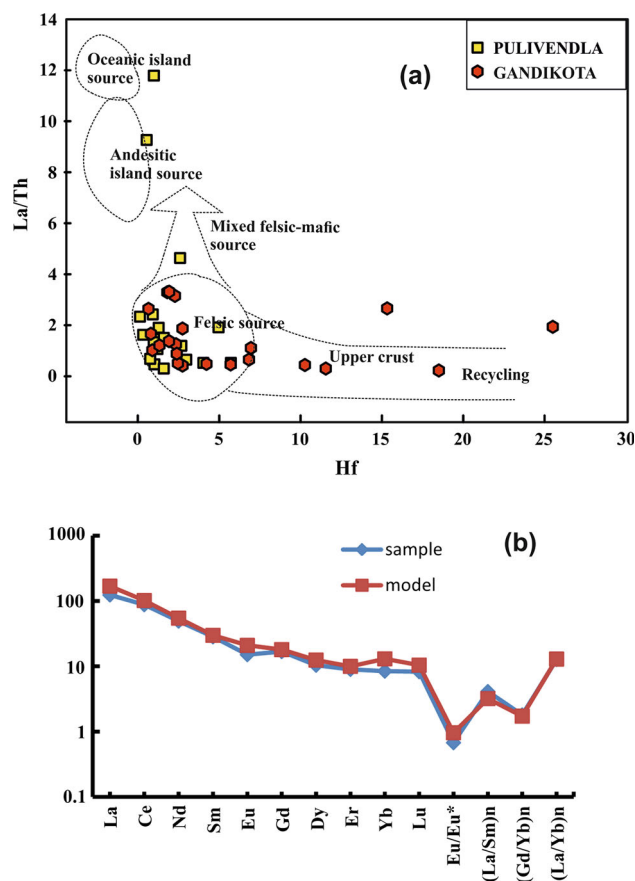 14
12
10
8
6
4
2
0
La/Th
Oceanic island
source
(a)
PULIVENDLA
GANDIKOTA
Andesitic
island source
Mixed felsic-mafic
source
Felsic source
Upper crust
Recycling
0
5
10
15
20
25
30
Hf
1000
100
10
1
0.1
(b)
sample
model
La
Ce
Nd
Sm
Eu
Gd
Dy
Er
Yb
Lu
Eu/Eu*
(La/Sm)n
(Gd/Yb)n
(La/Yb)n